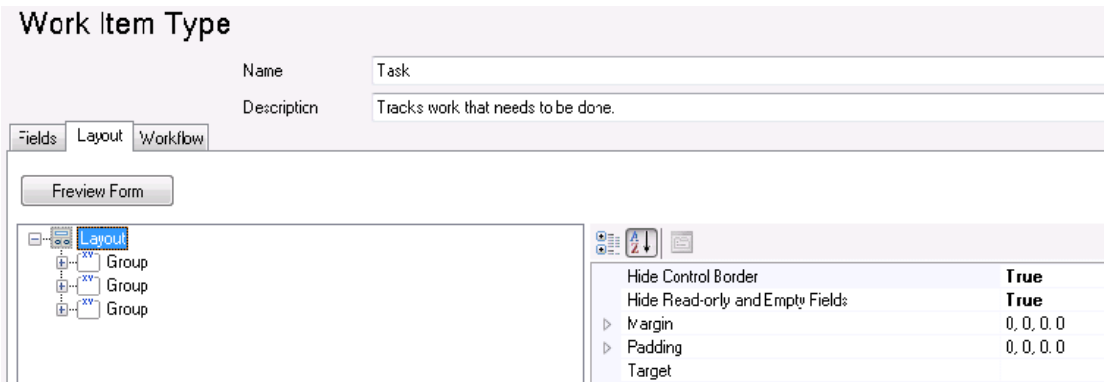 Work Item Type
Name
Task
Description
Tracks work that needs to be done.
Fields
Layout
Workflow
Preview Form
Layout
Group
Group
Group
Hide Control Border
True
Hide Read-only and Empty Fields
True
Margin
0, 0, 0, 0
Padding
0, 0, 0, 0
Target